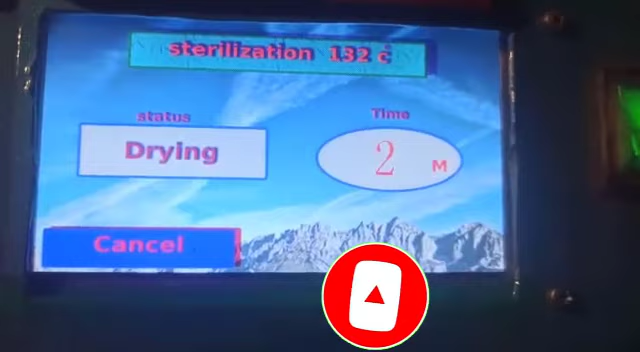 sterilization 132 c°
status
Time
Drying
2 M
Cancel